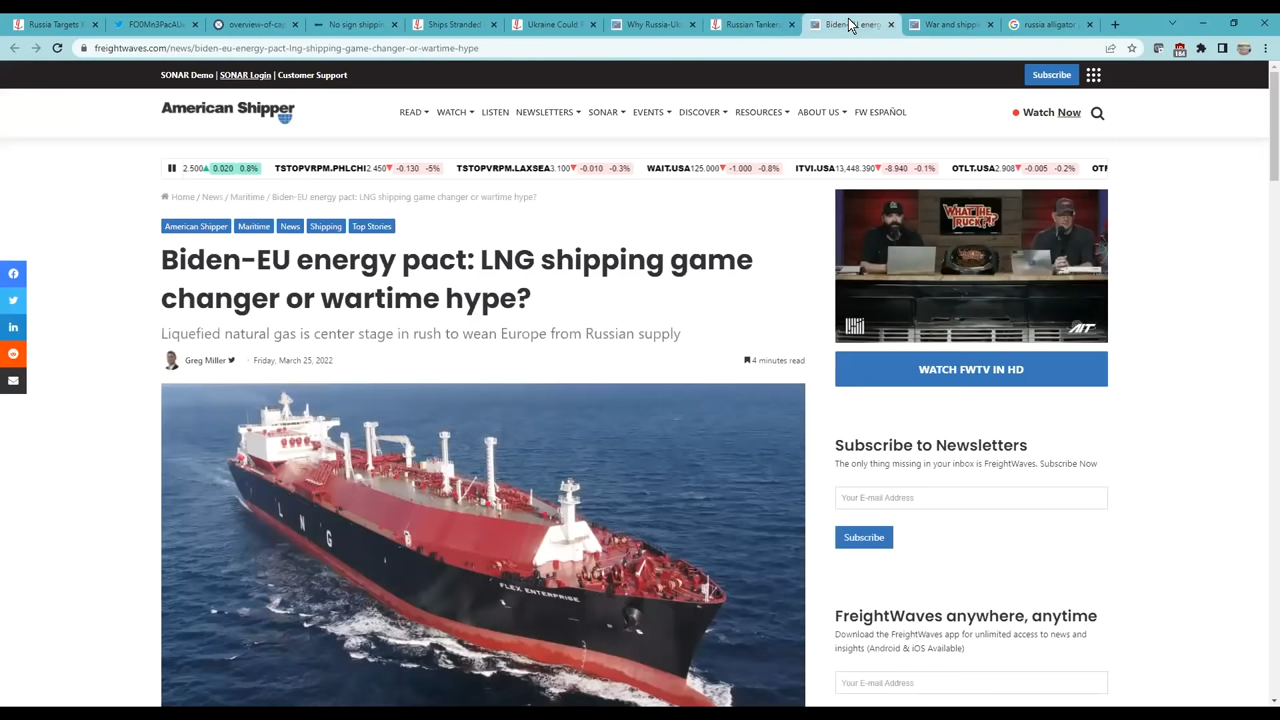 Russia Targets
FO0Mn3PacAU
overview-of-ca
No sign shippin
Ships Stranded
Ukraine Could
Why Russia-Uk
Russian Tanker
Biden-EU energ
War and shippi
russia alligator
freightwaves.com/news/biden-eu-energy-pact-lng-shipping-game-changer-or-wartime-hype
184
SONAR Demo | SONAR Login | Customer Support
Subscribe
American Shipper
READ
WATCH
LISTEN
NEWSLETTERS
SONAR
EVENTS
DISCOVER
RESOURCES
ABOUT US
FW ESPAÑOL
Watch Now
2.500 0.020 0.8% TSTOPVRPM.PHLCHI 2.450 -0.130 -5% TSTOPVRPM.LAXSEA 3.100 -0.010 -0.3% WAIT.USA 125.000 -1.000 -0.8% ITVI.USA 13,448.390 -8.940 -0.1% OTLT.USA 2.908 -0.005 -0.2%
Home / News / Maritime / Biden-EU energy pact: LNG shipping game changer or wartime hype?
American Shipper
Maritime
News
Shipping
Top Stories
Biden-EU energy pact: LNG shipping game
changer or wartime hype?
Liquefied natural gas is center stage in rush to wean Europe from Russian supply
Greg Miller
Friday, March 25, 2022
4 minutes read
LNG
FLEX ENTERPRISE
WHAT THE TRUCK?!?
AIT
WATCH FWTV IN HD
Subscribe to Newsletters
The only thing missing in your inbox is FreightWaves. Subscribe Now
Your E-mail Address
Subscribe
FreightWaves anywhere, anytime
Download the FreightWaves app for unlimited access to news and
insights (Android & iOS Available)
Your E-mail Address